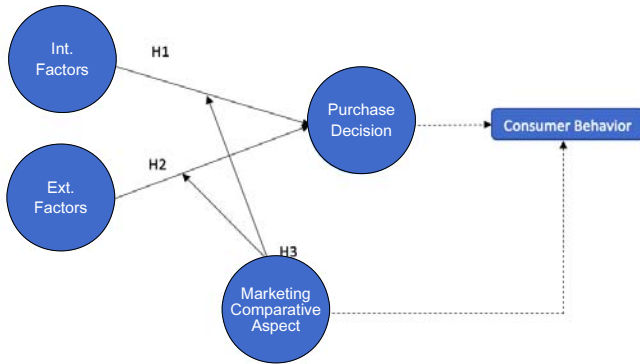 Int.
Factors
H1
Purchase
Decision
Consumer Behavior
H2
Ext.
Factors
H3
Marketing
Comparative
Aspect